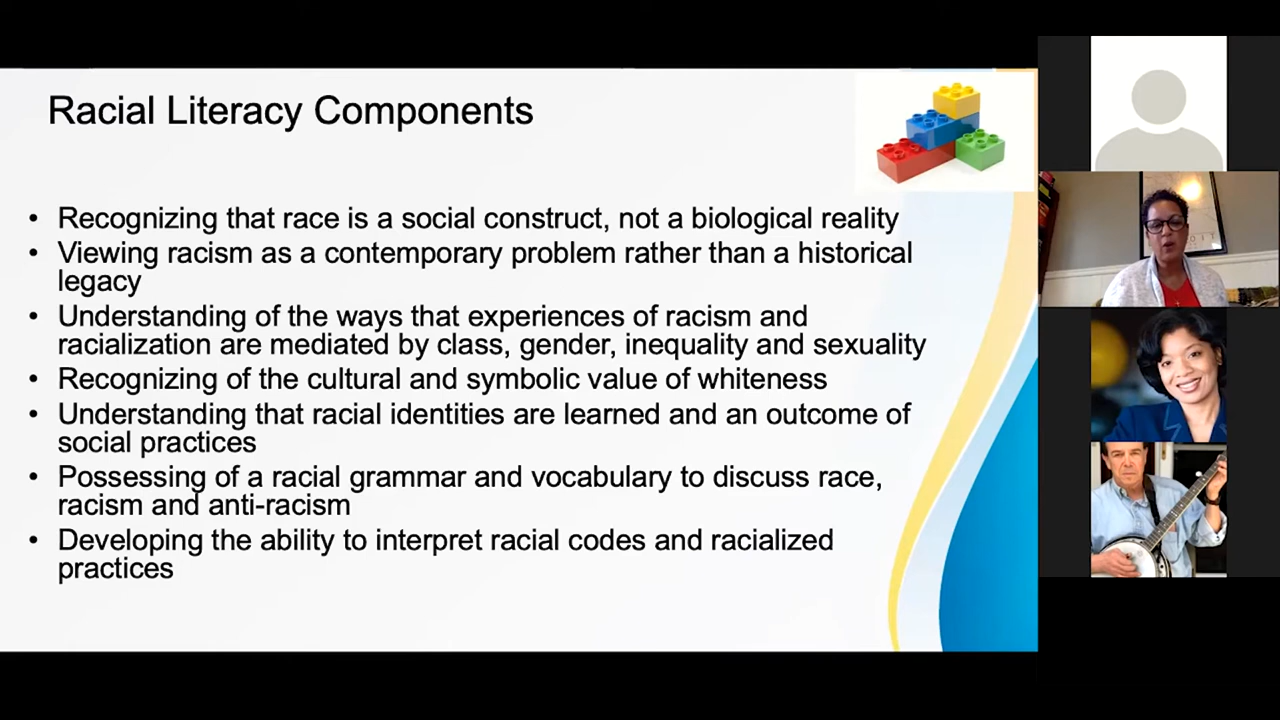 Racial Literacy Components
• Recognizing that race is a social construct, not a biological reality
• Viewing racism as a contemporary problem rather than a historical
legacy
• Understanding of the ways that experiences of racism and
racialization are mediated by class, gender, inequality and sexuality
• Recognizing of the cultural and symbolic value of whiteness
• Understanding that racial identities are learned and an outcome of
social practices
• Possessing of a racial grammar and vocabulary to discuss race,
racism and anti-racism
• Developing the ability to interpret racial codes and racialized
practices